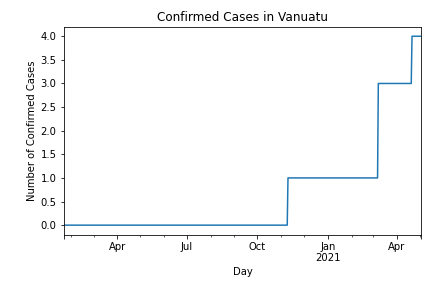 Confirmed Cases in Vanuatu
Number of Confirmed Cases
4.0
3.5
3.0
2.5
2.0
1.5
1.0
0.5
0.0
Apr Jul Oct Jan Apr
2021
Day